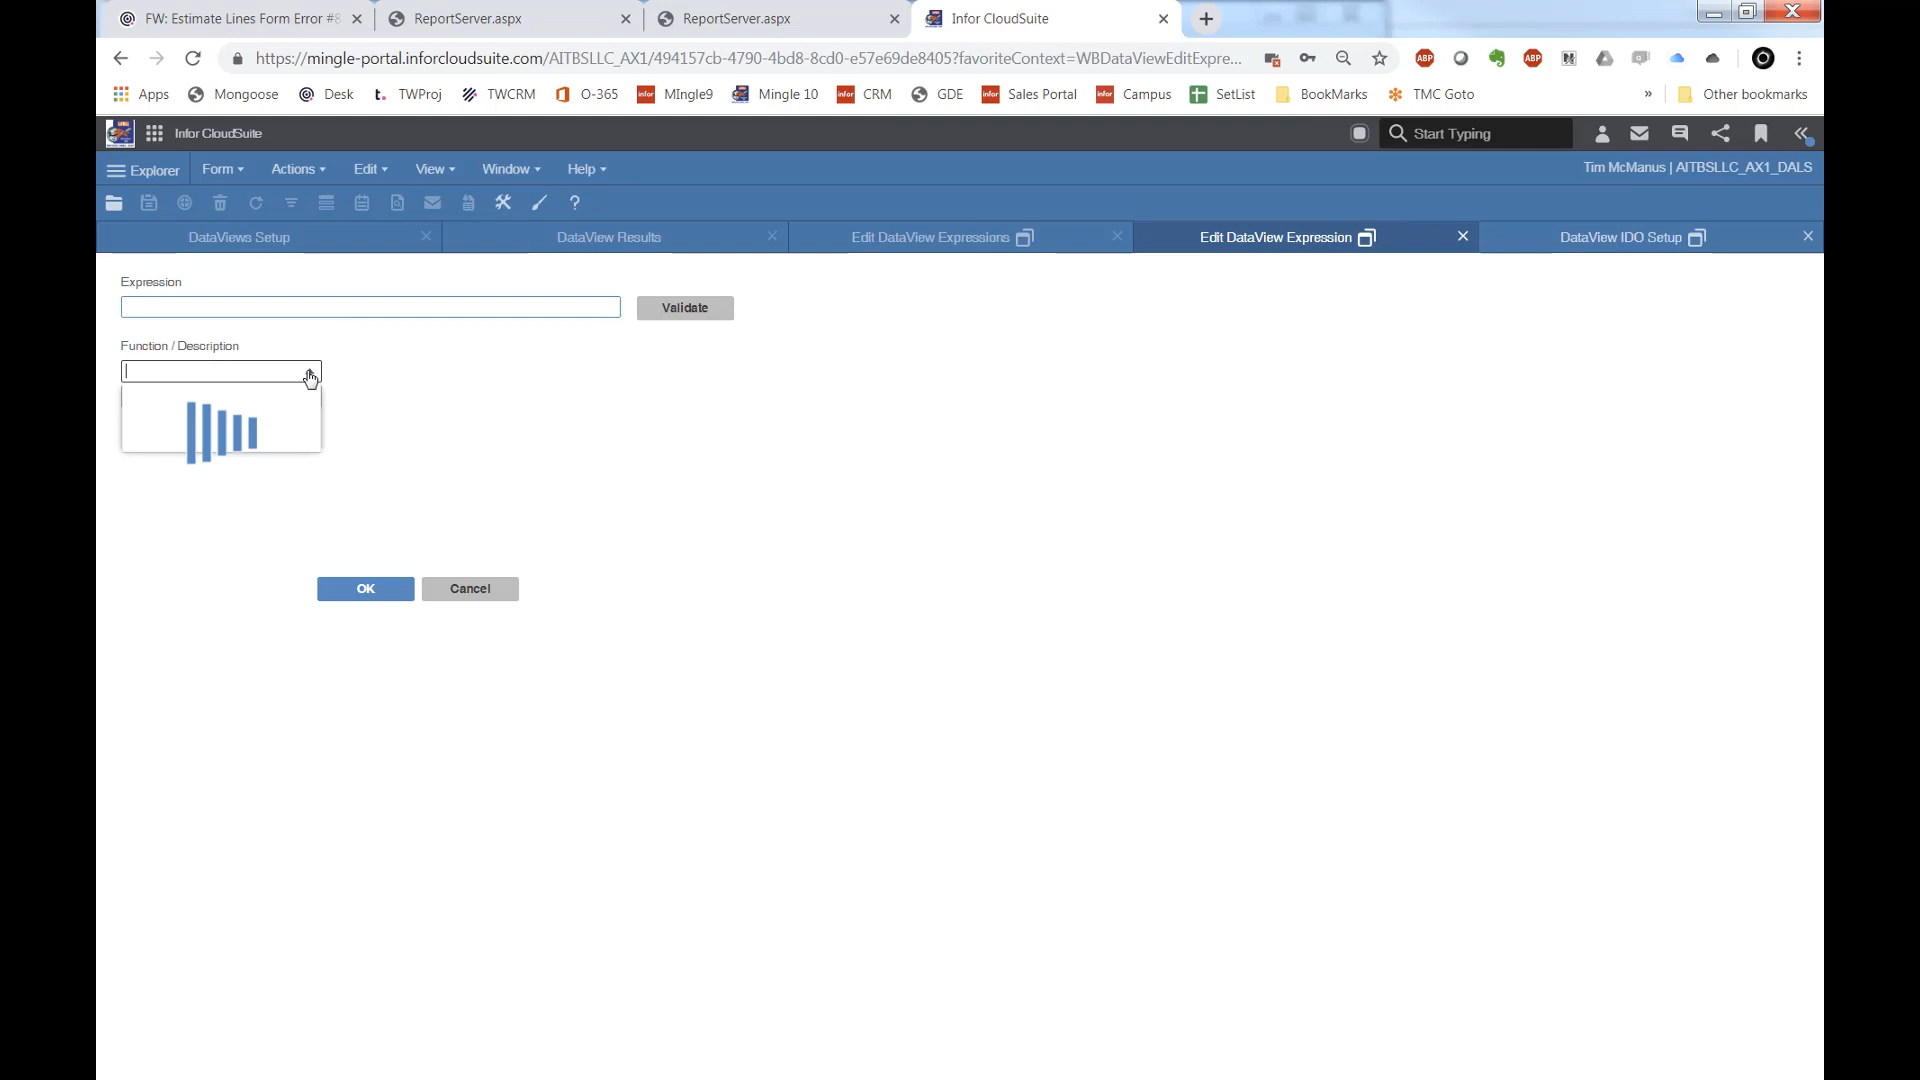 FW: Estimate Lines Form Error #8
ReportServer.aspx
ReportServer.aspx
Infor CloudSuite
https://mingle-portal.inforcloudsuite.com/AITBSLLC_AX1/494157cb-4790-4bd8-8cd0-e57e69de8405?favoriteContext=WBDataViewEditExpre...
Apps Mongoose Desk TWProj TWCRM O-365 MIngle9 Mingle 10 CRM GDE Sales Portal Campus SetList BookMarks TMC Goto » Other bookmarks
Infor CloudSuite Start Typing
Explorer Form Actions Edit View Window Help Tim McManus | AITBSLLC_AX1_DALS
DataViews Setup DataView Results Edit DataView Expressions Edit DataView Expression DataView IDO Setup
Expression
Validate
Function / Description
OK Cancel